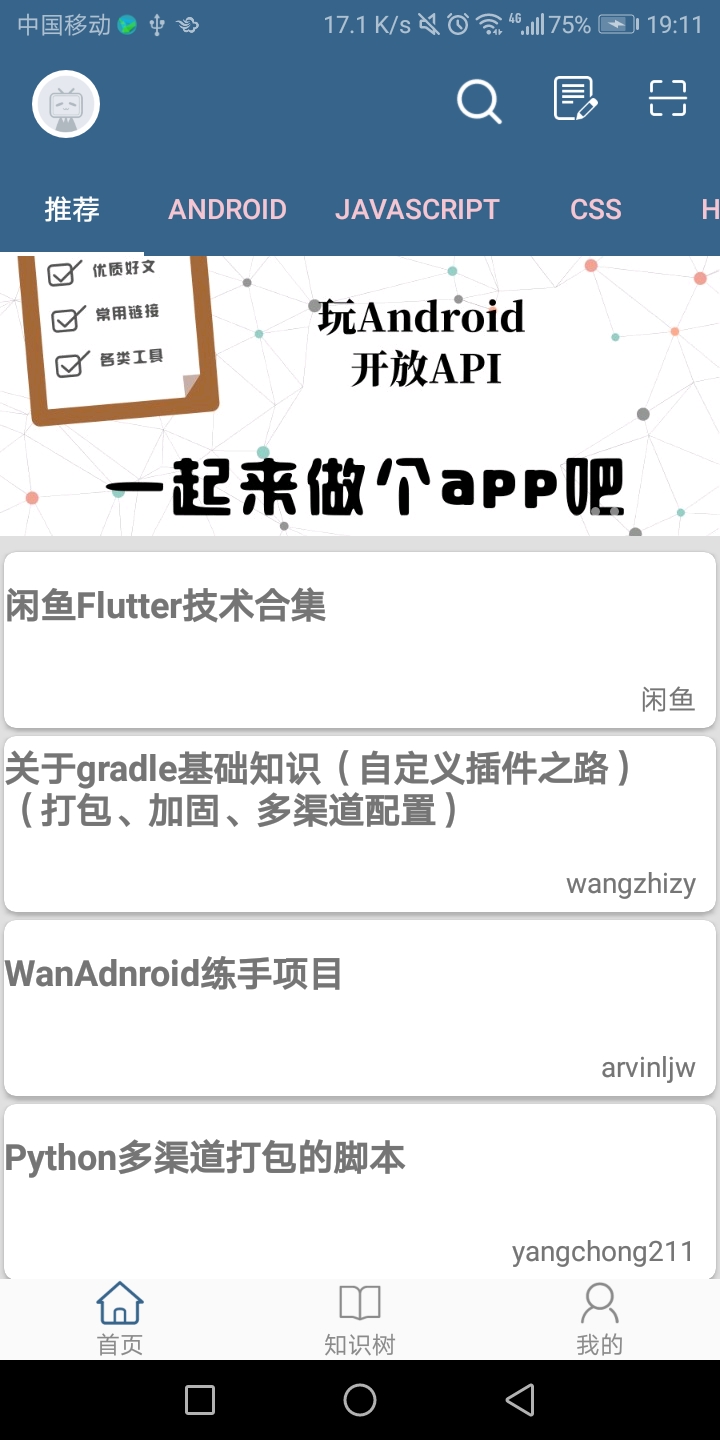 中国移动 17.1 K/s 4G 75% 19:11
推荐 ANDROID JAVASCRIPT CSS H
优质好文
常用链接
各类工具
玩Android
开放API
一起来做个app吧
闲鱼Flutter技术合集
闲鱼
关于gradle基础知识（自定义插件之路）
（打包、加固、多渠道配置）
wangzhizy
WanAdnroid练手项目
arvinljw
Python多渠道打包的脚本
yangchong211
首页 知识树 我的